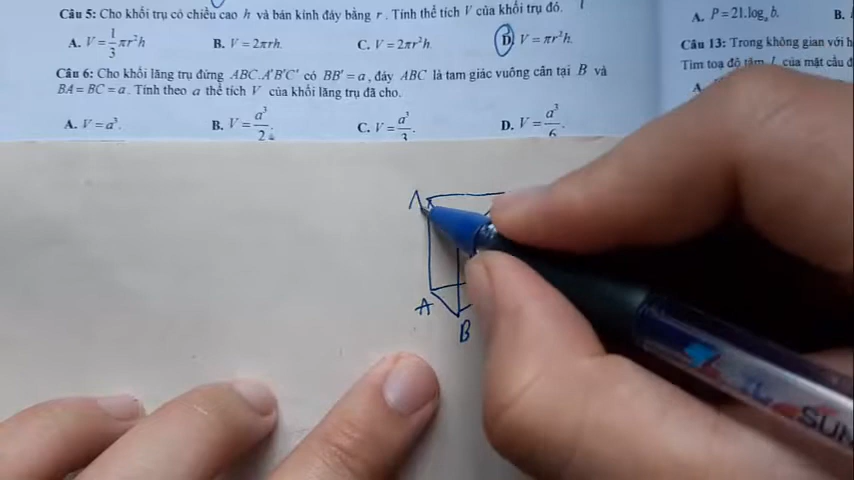 Câu 5: Cho khối trụ có chiều cao h và bán kính đáy bằng r. Tính thể tích V của khối trụ đó.
A. V = 1/3 πr²h
B. V = 2πrh.
C. V = 2πr²h.
D. V = πr²h.
Câu 6: Cho khối lăng trụ đứng ABC.A'B'C' có BB' = a, đáy ABC là tam giác vuông cân tại B và
BA = BC = a. Tính theo a thể tích V của khối lăng trụ đã cho.
A. V = a³.
B. V = a³/2.
C. V = a³/3.
D. V = a³/6.
A. P = 21.logₐ b.
B.
Câu 13: Trong không gian với h
Tìm toạ độ tâm I của mặt cầu đ
A
A
B
SUN